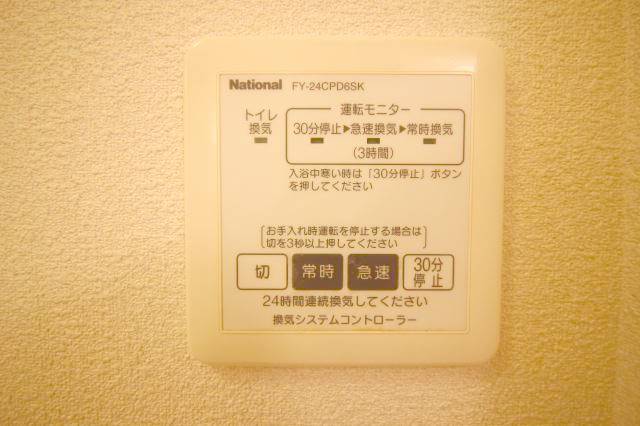 National FY-24CPD6SK
トイレ換気
運転モニター
30分停止▶急速換気▶常時換気
(3時間)
入浴中寒い時は「30分停止」ボタン
を押してください
お手入れ時運転を停止する場合は
切を3秒以上押してください
切 常時 急速 30分停止
24時間連続換気してください
換気システムコントローラー